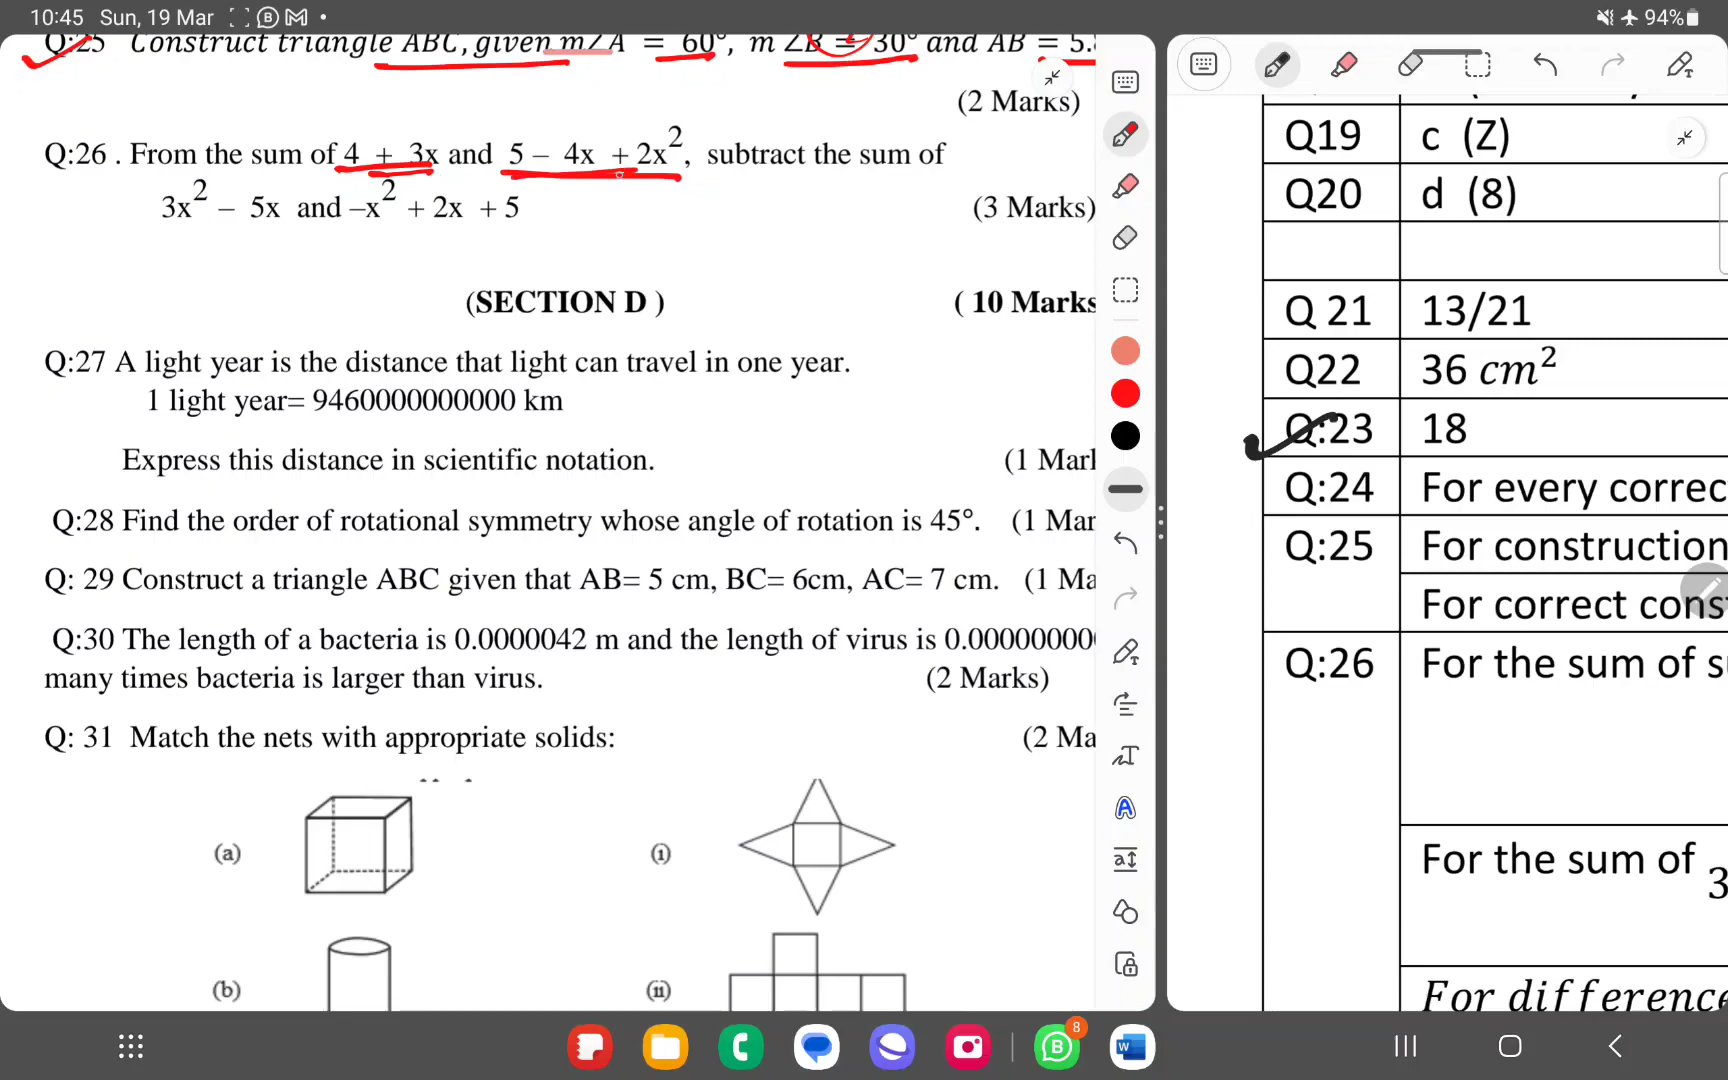 10:45 Sun, 19 Mar
94%
Q:25 Construct triangle ABC, given m∠A = 60°, m∠B = 30° and AB = 5.
(2 Marks)
Q:26 . From the sum of 4 + 3x and 5 – 4x + 2x², subtract the sum of
3x² – 5x and –x² + 2x + 5
(3 Marks)
(SECTION D )
( 10 Marks
Q:27 A light year is the distance that light can travel in one year.
1 light year= 9460000000000 km
Express this distance in scientific notation.
(1 Mar
Q:28 Find the order of rotational symmetry whose angle of rotation is 45°. (1 Mar
Q: 29 Construct a triangle ABC given that AB= 5 cm, BC= 6cm, AC= 7 cm. (1 Ma
Q:30 The length of a bacteria is 0.0000042 m and the length of virus is 0.000000000
many times bacteria is larger than virus.
(2 Marks)
Q: 31 Match the nets with appropriate solids:
(2 Ma
(a)
(i)
(b)
(ii)
Q19 c (Z)
Q20 d (8)
Q 21 13/21
Q22 36 cm²
Q:23 18
Q:24 For every correc
Q:25 For construction
For correct cons
Q:26 For the sum of s
For the sum of 3
For difference
8